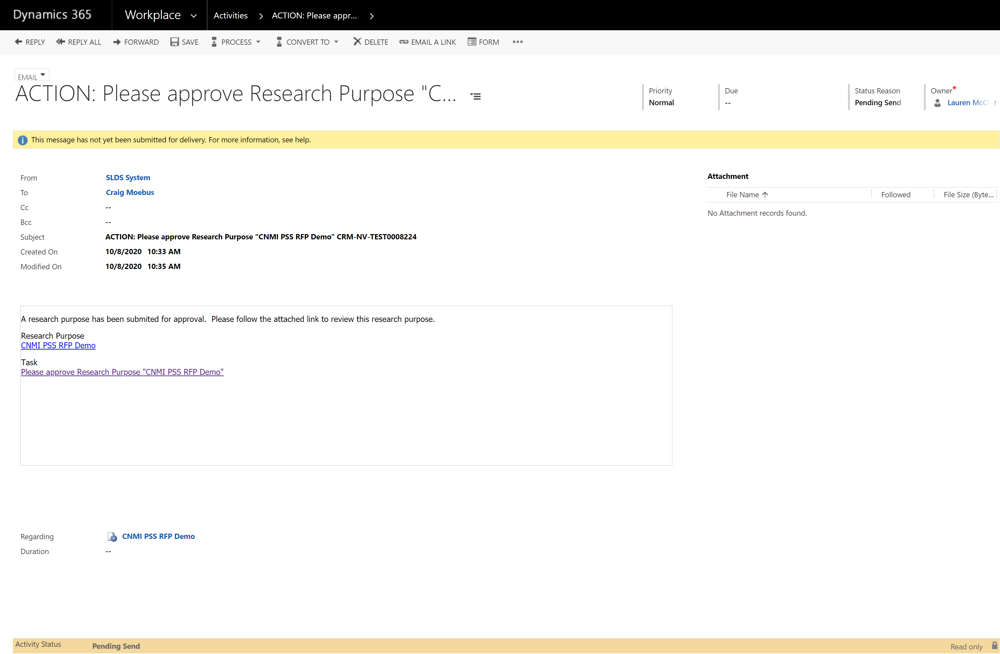 Dynamics 365 Workplace Activities ACTION: Please appr...
REPLY REPLY ALL FORWARD SAVE PROCESS CONVERT TO DELETE EMAIL A LINK FORM
EMAIL
ACTION: Please approve Research Purpose "C...
Priority
Normal
Due
--
Status Reason
Pending Send
Owner*
Lauren
This message has not yet been submitted for delivery. For more information, see help.
From SLDS System
To Craig Moebus
Cc --
Bcc --
Subject ACTION: Please approve Research Purpose "CNMI PSS RFP Demo" CRM-NV-TEST0008224
Created On 10/8/2020 10:33 AM
Modified On 10/8/2020 10:35 AM
Attachment
File Name Followed File Size (Byte...
No Attachment records found.
A research purpose has been submited for approval. Please follow the attached link to review this research purpose.
Research Purpose
CNMI PSS RFP Demo
Task
Please approve Research Purpose "CNMI PSS RFP Demo"
Regarding CNMI PSS RFP Demo
Duration --
Activity Status Pending Send Read only